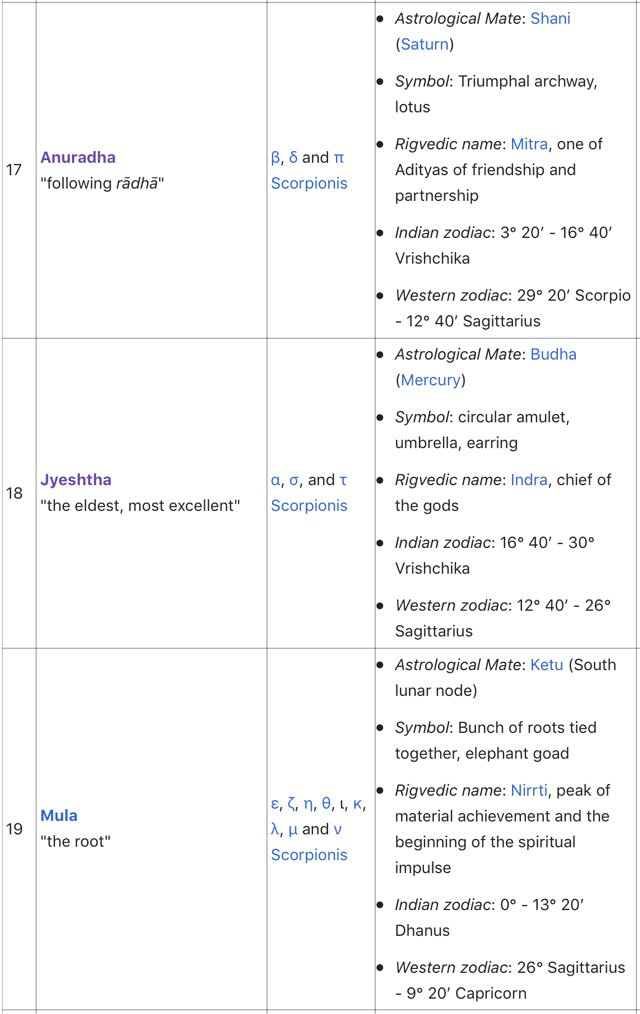 17
Anuradha
"following rādhā"
β, δ and π
Scorpionis
Astrological Mate: Shani
(Saturn)
Symbol: Triumphal archway,
lotus
Rigvedic name: Mitra, one of
Adityas of friendship and
partnership
Indian zodiac: 3° 20′ - 16° 40′
Vrishchika
Western zodiac: 29° 20′ Scorpio
- 12° 40′ Sagittarius
18
Jyeshtha
"the eldest, most excellent"
α, σ, and τ
Scorpionis
Astrological Mate: Budha
(Mercury)
Symbol: circular amulet,
umbrella, earring
Rigvedic name: Indra, chief of
the gods
Indian zodiac: 16° 40′ - 30°
Vrishchika
Western zodiac: 12° 40′ - 26°
Sagittarius
19
Mula
"the root"
ε, ζ, η, θ, ι, κ,
λ, μ and ν
Scorpionis
Astrological Mate: Ketu (South
lunar node)
Symbol: Bunch of roots tied
together, elephant goad
Rigvedic name: Nirrti, peak of
material achievement and the
beginning of the spiritual
impulse
Indian zodiac: 0° - 13° 20′
Dhanus
Western zodiac: 26° Sagittarius
- 9° 20′ Capricorn